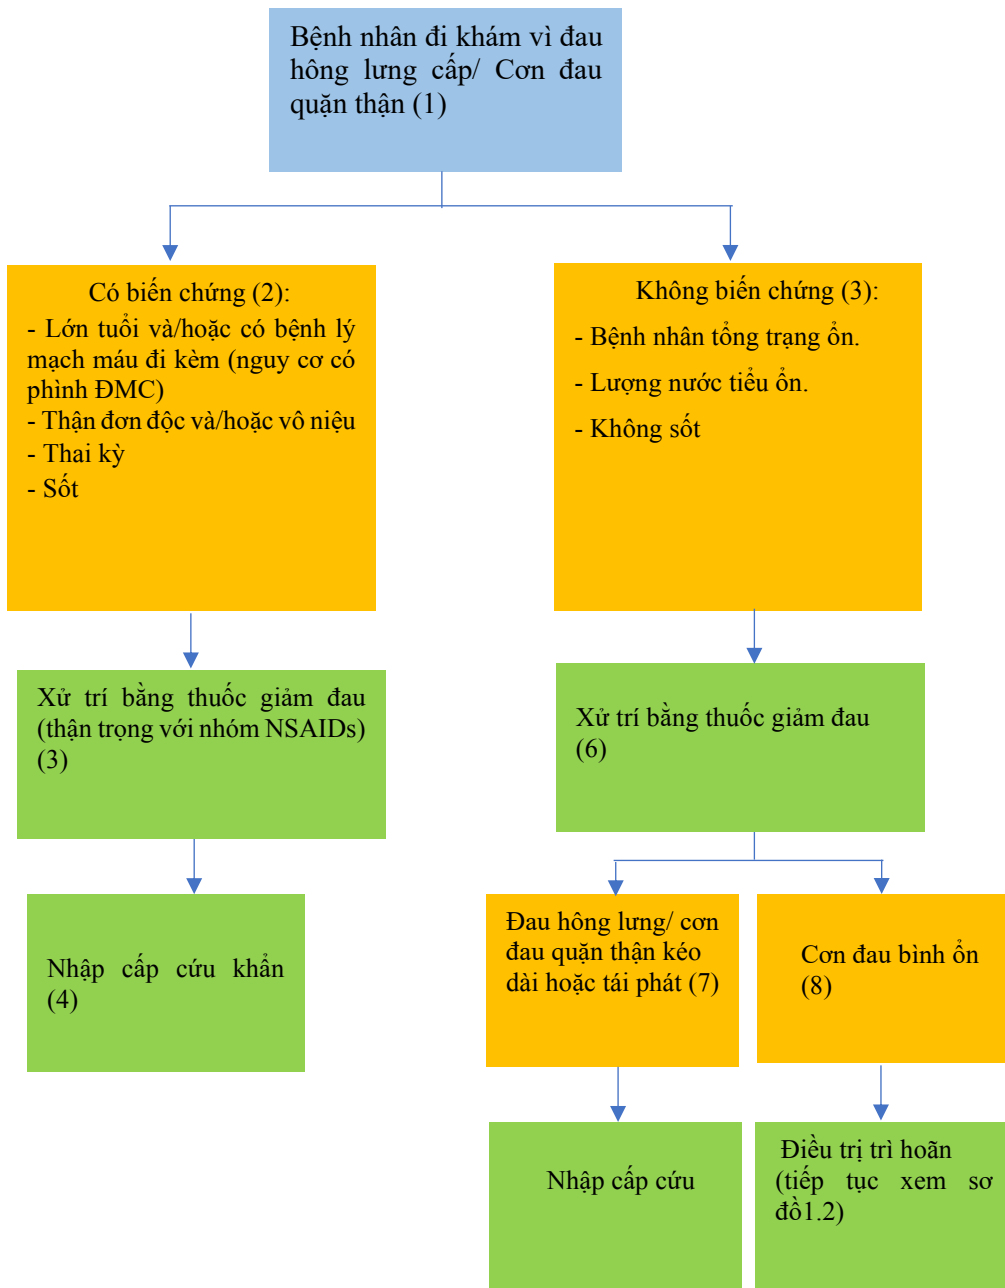 Bệnh nhân đi khám vì đau
hông lưng cấp/ Cơn đau
quặn thận (1)
Có biến chứng (2):
- Lớn tuổi và/hoặc có bệnh lý
mạch máu đi kèm (nguy cơ có
phình ĐMC)
- Thận đơn độc và/hoặc vô niệu
- Thai kỳ
- Sốt
Không biến chứng (3):
- Bệnh nhân tổng trạng ổn.
- Lượng nước tiểu ổn.
- Không sốt
Xử trí bằng thuốc giảm đau
(thận trọng với nhóm NSAIDs)
(3)
Xử trí bằng thuốc giảm đau
(6)
Nhập cấp cứu khẩn
(4)
Đau hông lưng/ cơn
đau quặn thận kéo
dài hoặc tái phát (7)
Cơn đau bình ổn
(8)
Nhập cấp cứu
Điều trị trì hoãn
(tiếp tục xem sơ
đồ1.2)